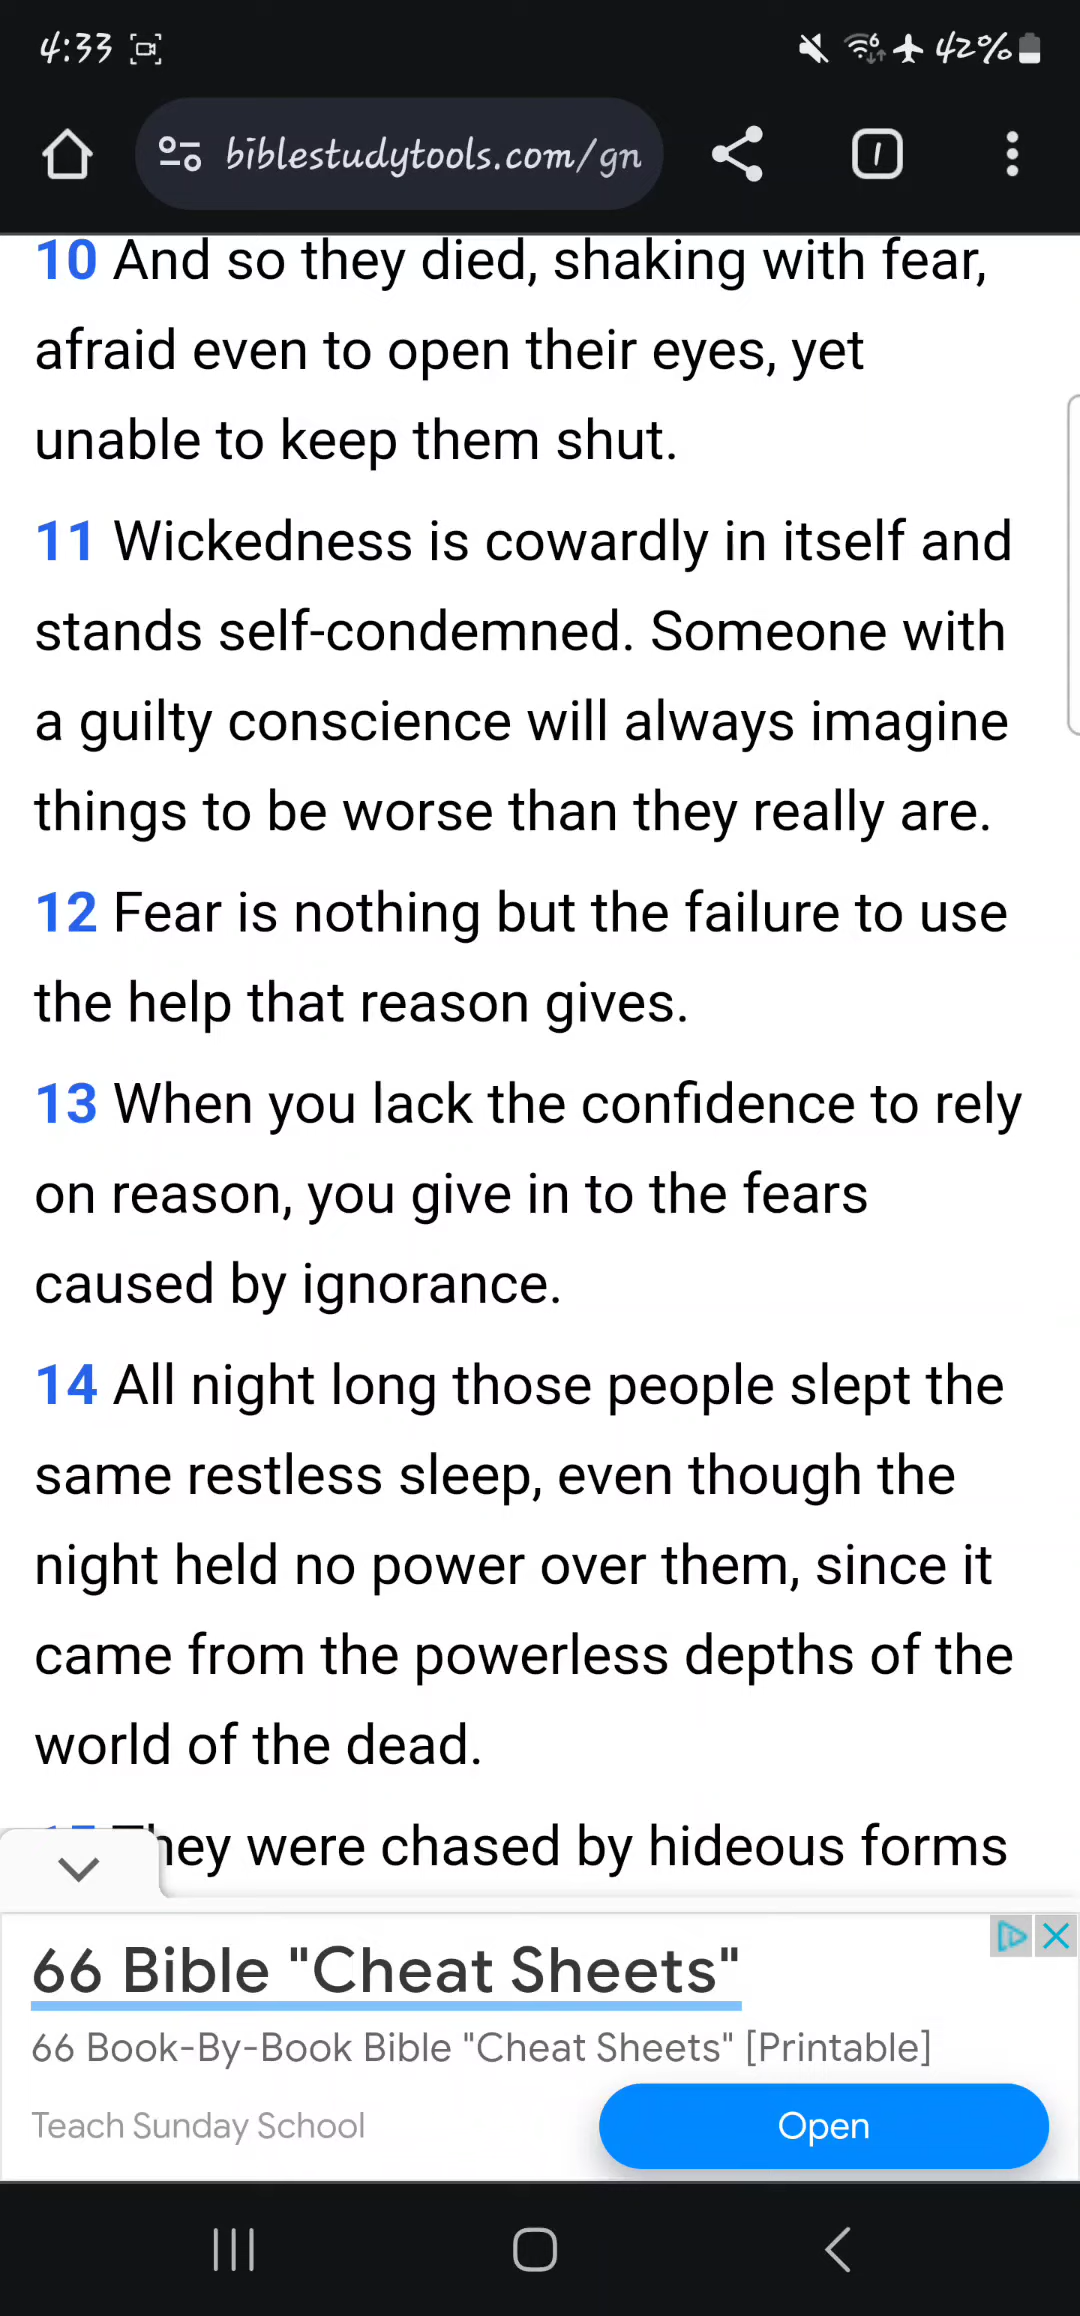 4:33
42%
biblestudytools.com/gn
1
10 And so they died, shaking with fear,
afraid even to open their eyes, yet
unable to keep them shut.
11 Wickedness is cowardly in itself and
stands self-condemned. Someone with
a guilty conscience will always imagine
things to be worse than they really are.
12 Fear is nothing but the failure to use
the help that reason gives.
13 When you lack the confidence to rely
on reason, you give in to the fears
caused by ignorance.
14 All night long those people slept the
same restless sleep, even though the
night held no power over them, since it
came from the powerless depths of the
world of the dead.
were chased by hideous forms
66 Bible "Cheat Sheets"
66 Book-By-Book Bible "Cheat Sheets" [Printable]
Teach Sunday School
Open